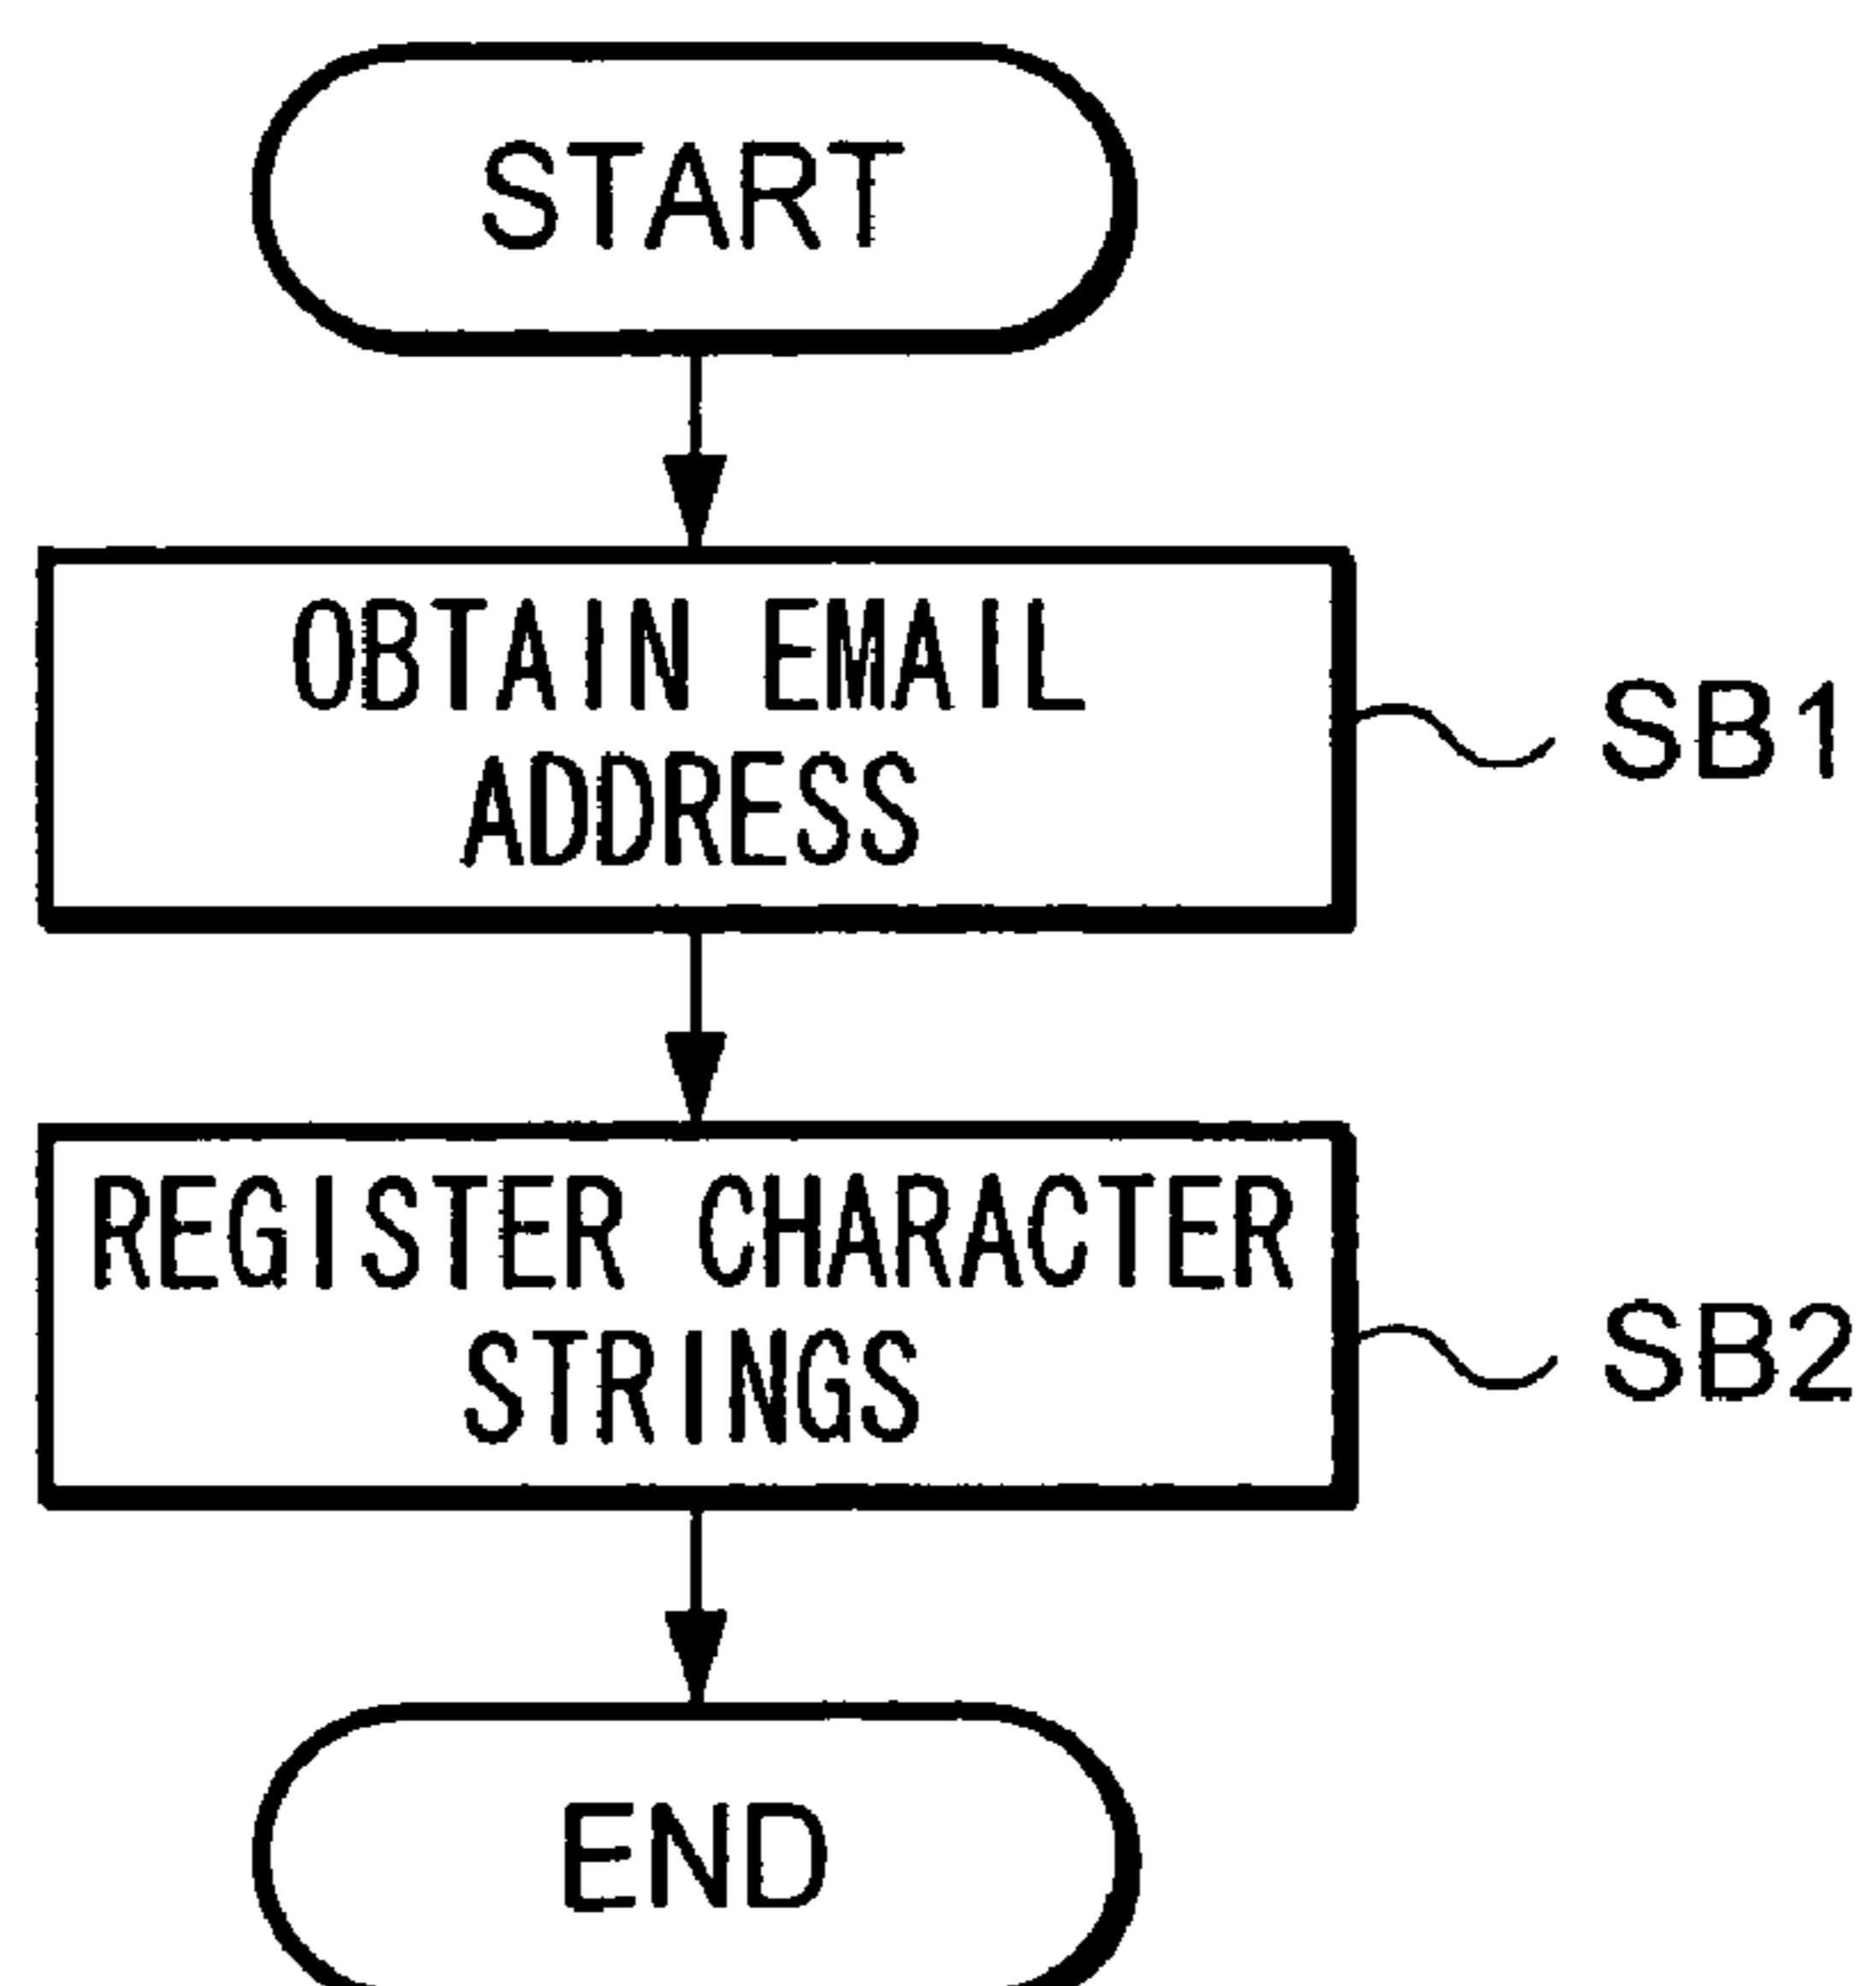 START
OBTAIN EMAIL
ADDRESS
SB1
REGISTER CHARACTER
STRINGS
SB2
END